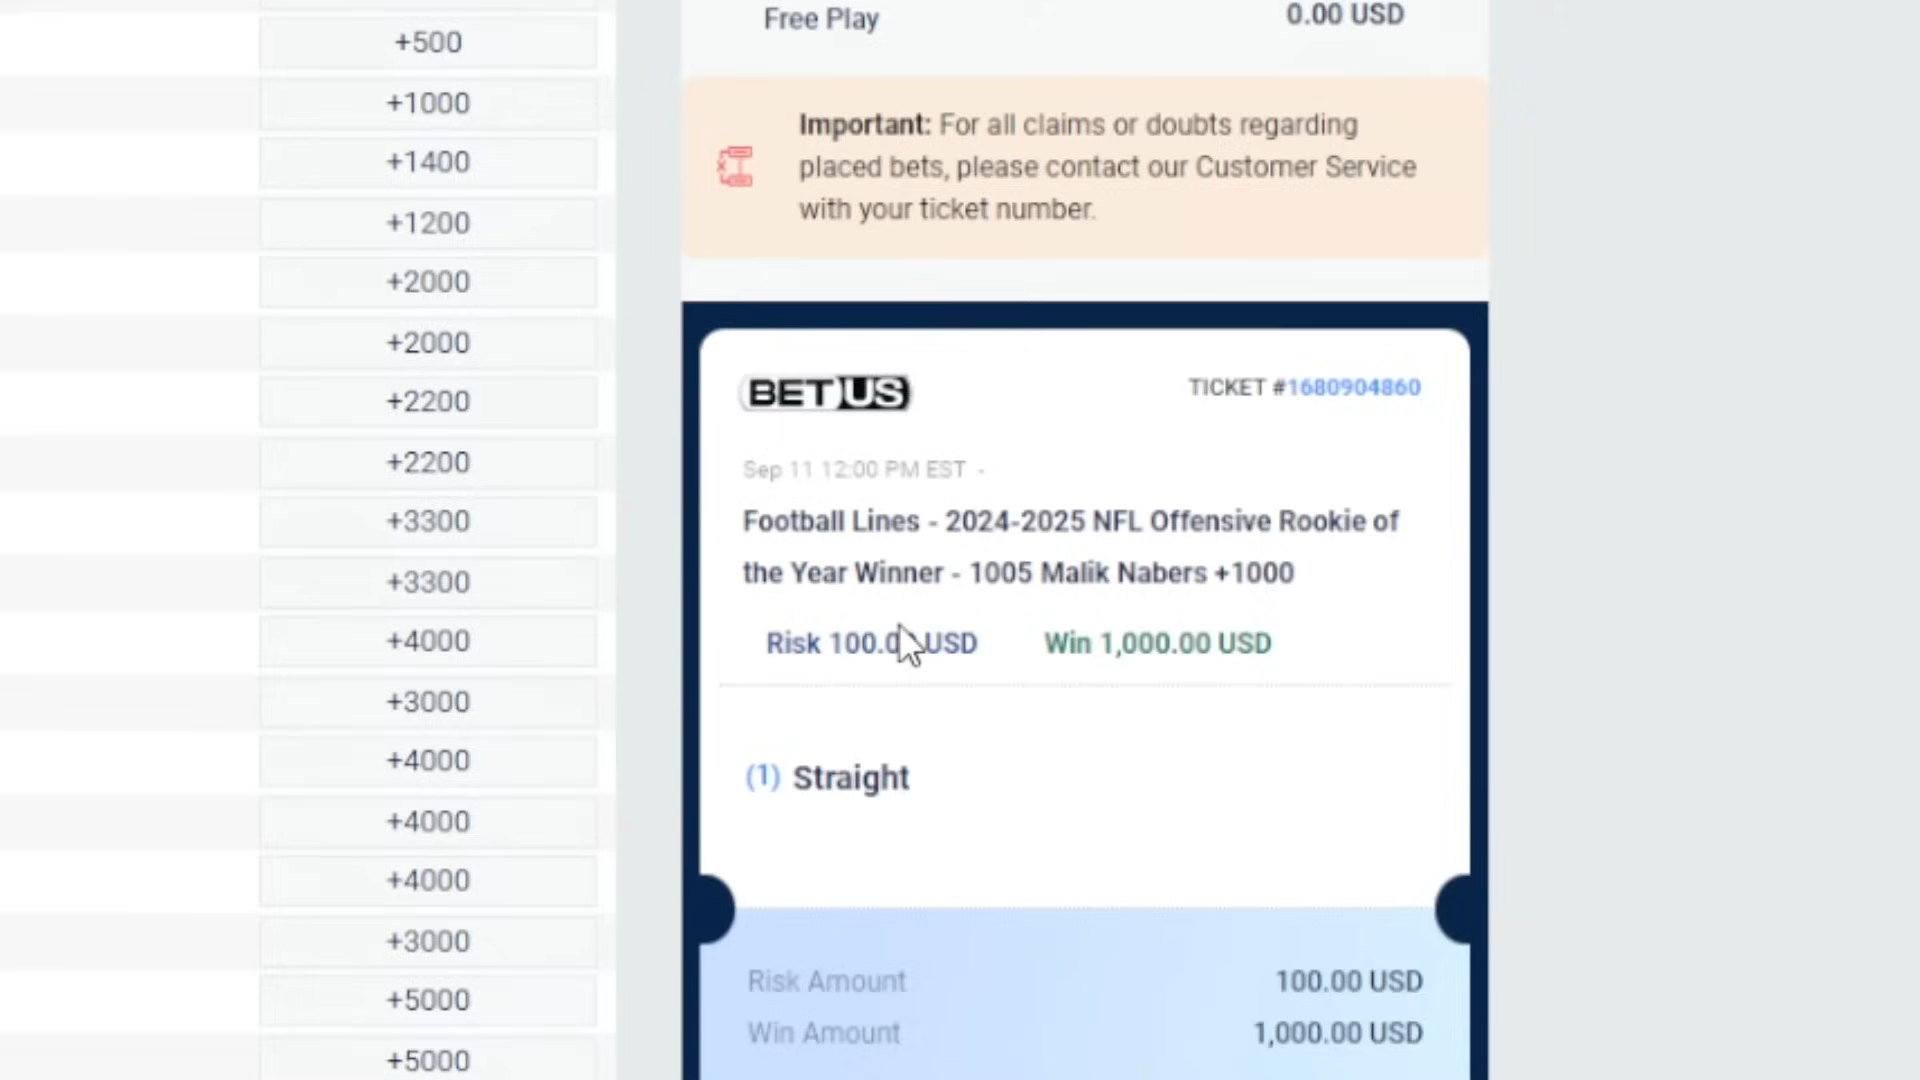 +500
+1000
+1400
+1200
+2000
+2000
+2200
+2200
+3300
+3300
+4000
+3000
+4000
+4000
+4000
+3000
+5000
+5000
Free Play 0.00 USD
Important: For all claims or doubts regarding
placed bets, please contact our Customer Service
with your ticket number.
BETUS TICKET #1680904860
Sep 11 12:00 PM EST -
Football Lines - 2024-2025 NFL Offensive Rookie of
the Year Winner - 1005 Malik Nabers +1000
Risk 100.00 USD Win 1,000.00 USD
(1) Straight
Risk Amount 100.00 USD
Win Amount 1,000.00 USD